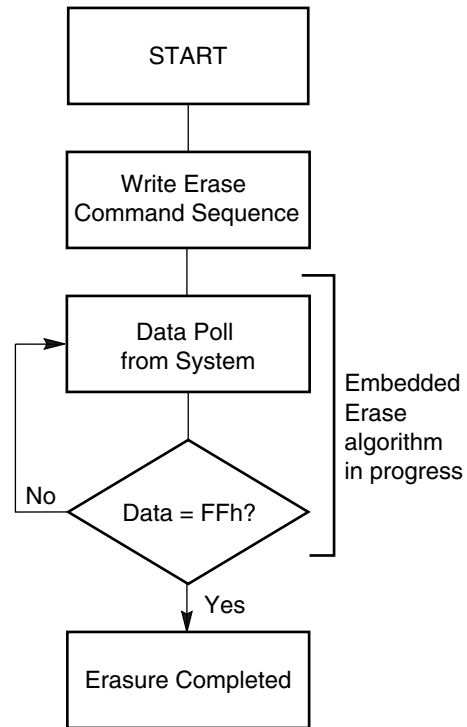 START
Write Erase
Command Sequence
Data Poll
from System
Embedded
Erase
algorithm
in progress
No
Data = FFh?
Yes
Erasure Completed